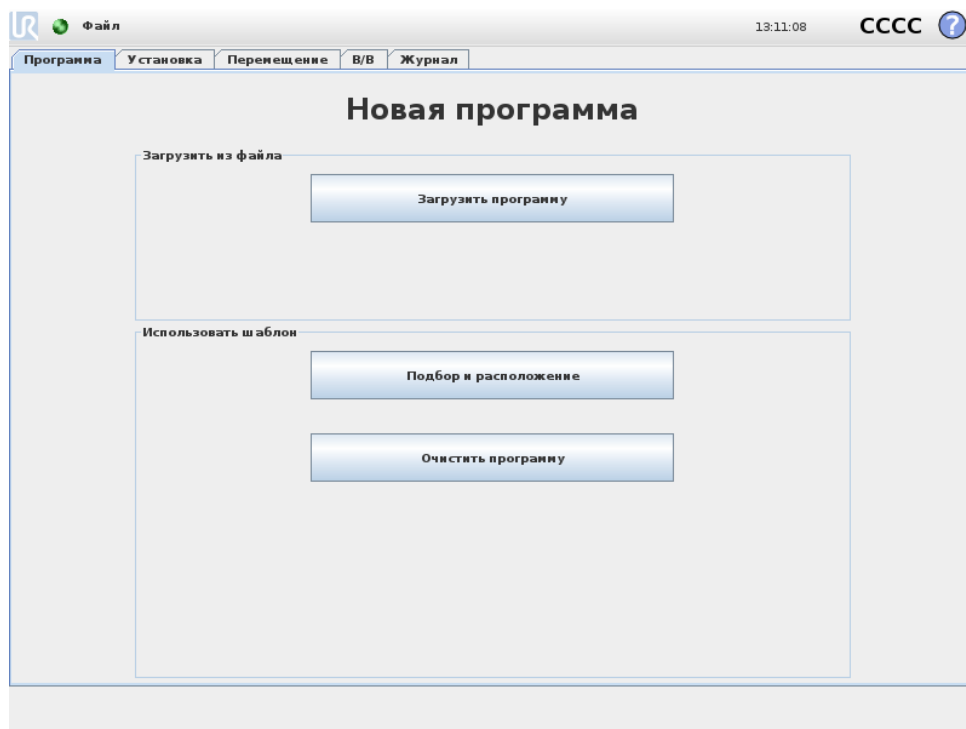 UR
Файл
13:11:08
CCCC
?
Программа
Установка
Перемещение
В/В
Журнал
Новая программа
Загрузить из файла
Загрузить программу
Использовать шаблон
Подбор и расположение
Очистить программу